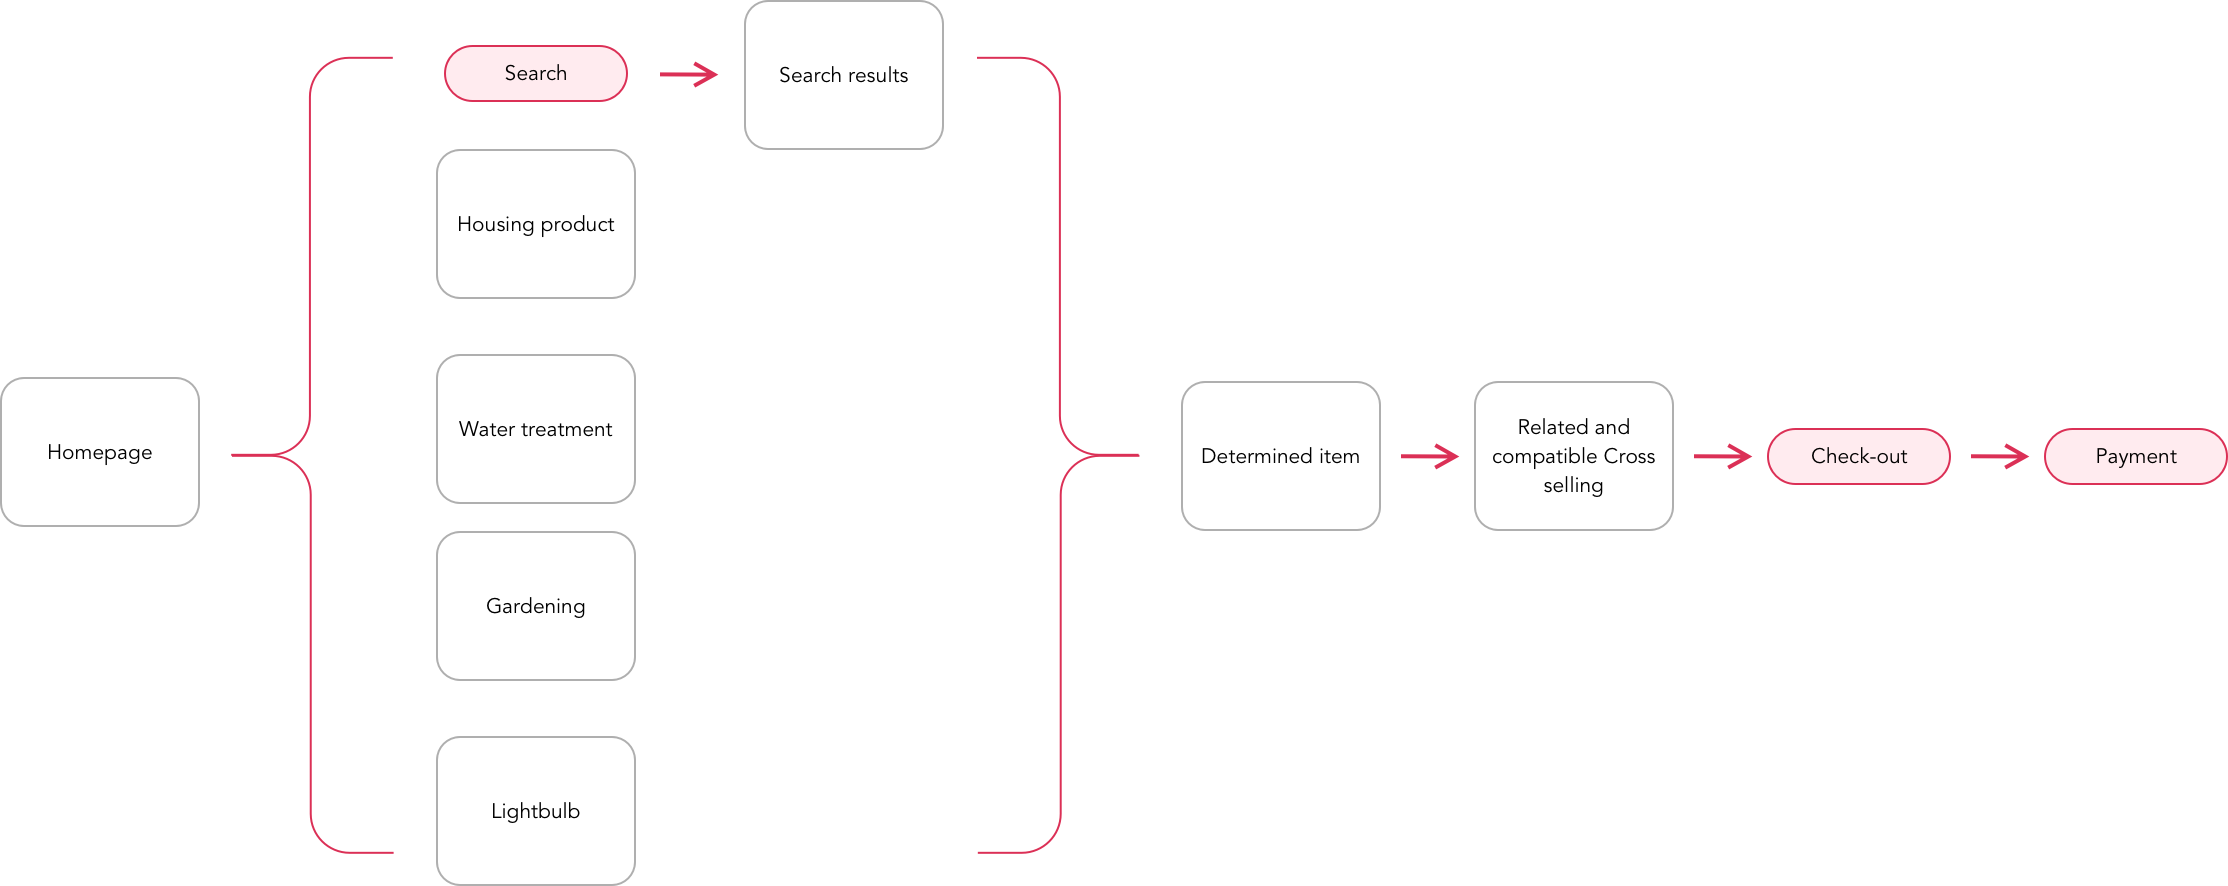 Search
Search results
Housing product
Water treatment
Homepage
Gardening
Lightbulb
Determined item
Related and
compatible Cross
selling
Check-out
Payment